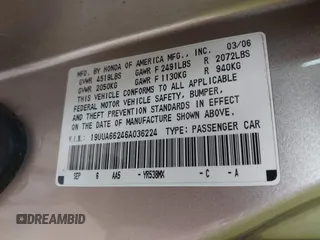 MFD. BY HONDA OF AMERICA MFG., INC. 03/06
GVWR 4519LBS GAWR F 2491LBS R 2072LBS
GVWR 2050KG GAWR F 1130KG R 940KG
THIS VEHICLE CONFORMS TO ALL APPLICABLE
FEDERAL MOTOR VEHICLE SAFETY, BUMPER,
AND THEFT PREVENTION STANDARDS IN EFFECT
ON THE DATE OF MANUFACTURE SHOWN ABOVE.
V.I.N.: 19UUA66246A036224 TYPE: PASSENGER CAR
SEP 6 AAS - YR538MX - C - A
DREAMBID